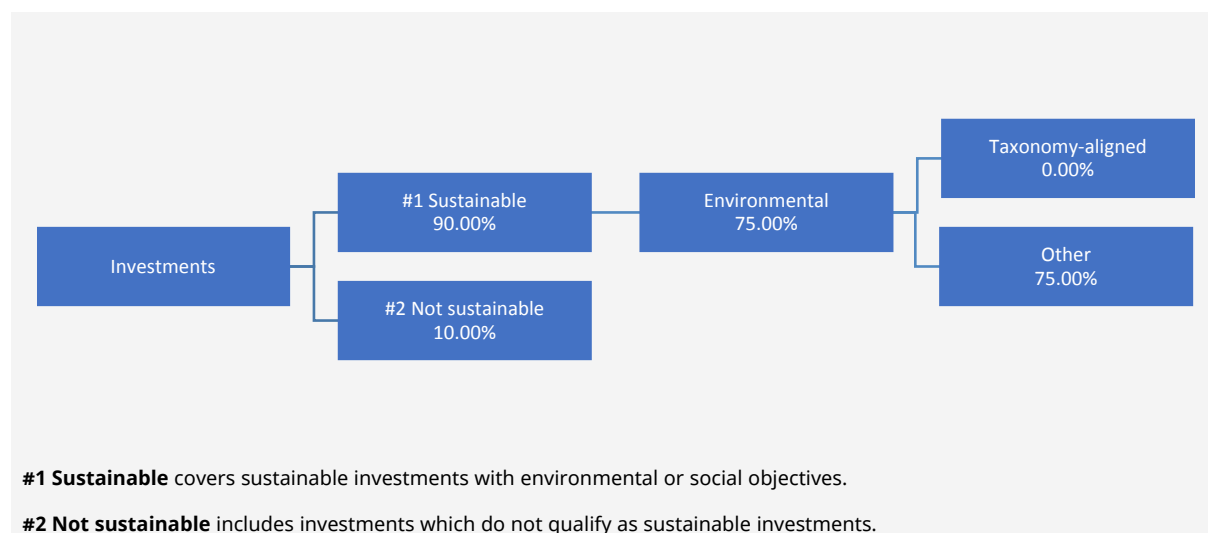 Taxonomy-aligned
0.00%
#1 Sustainable
90.00%
Environmental
75.00%
Investments
Other
75.00%
#2 Not sustainable
10.00%
#1 Sustainable covers sustainable investments with environmental or social objectives.
#2 Not sustainable includes investments which do not qualify as sustainable investments.